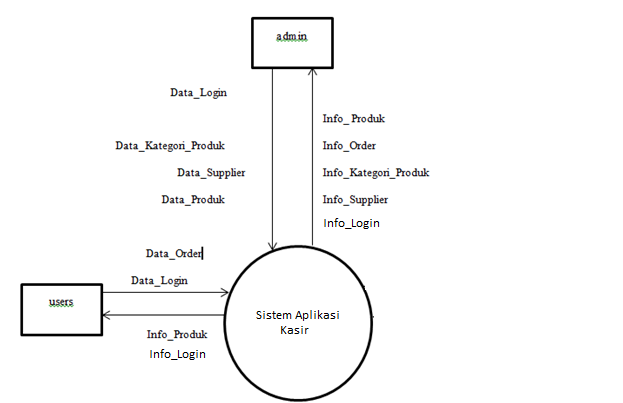 admin
Data_Login
Info_ Produk
Data_Kategori_Produk
Info_Order
Data_Supplier
Info_Kategori_Produk
Data_Produk
Info_Supplier
Info_Login
Data_Order
Data_Login
users
Sistem Aplikasi
Kasir
Info_Produk
Info_Login